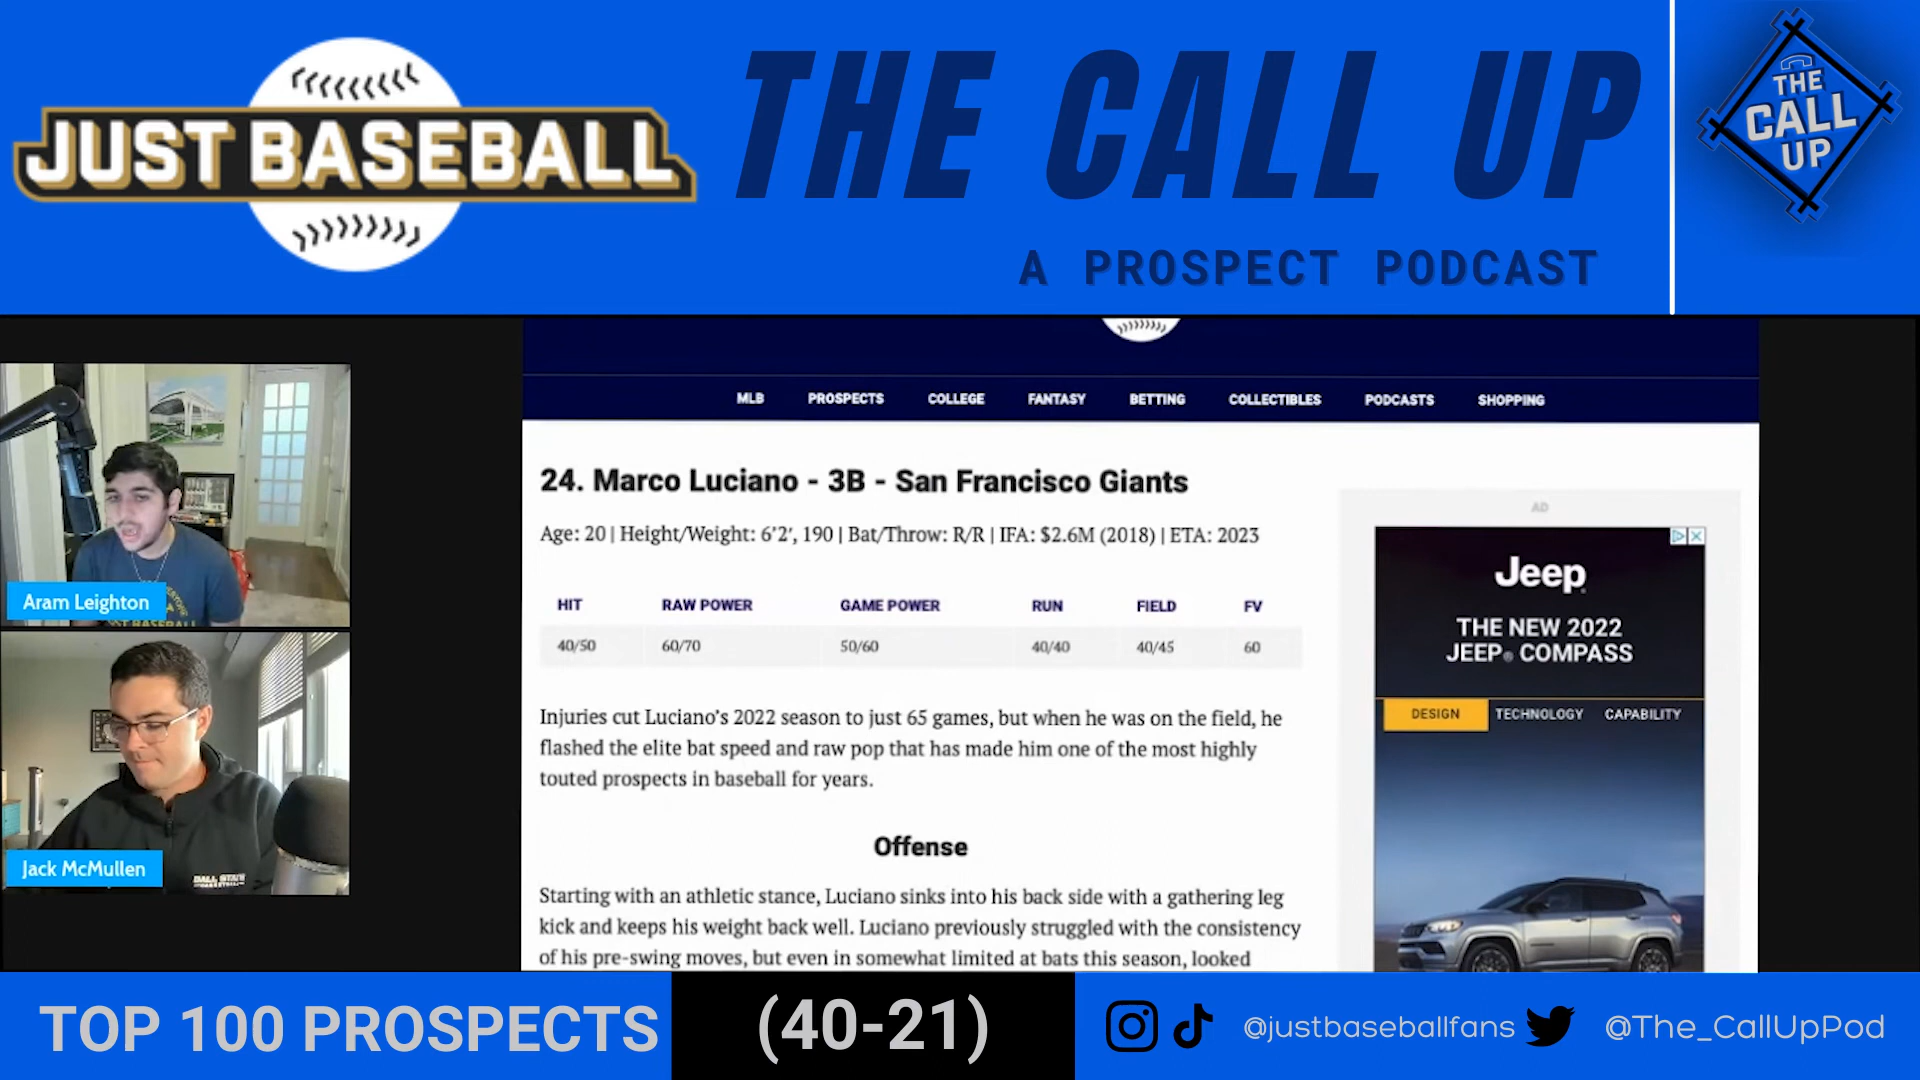 JUST BASEBALL
THE CALL UP
A PROSPECT PODCAST
THE
CALL
UP
MLB PROSPECTS COLLEGE FANTASY BETTING COLLECTIBLES PODCASTS SHOPPING
24. Marco Luciano - 3B - San Francisco Giants
Age: 20 | Height/Weight: 6’2′, 190 | Bat/Throw: R/R | IFA: $2.6M (2018) | ETA: 2023
HIT RAW POWER GAME POWER RUN FIELD FV
40/50 60/70 50/60 40/40 40/45 60
Injuries cut Luciano’s 2022 season to just 65 games, but when he was on the field, he
flashed the elite bat speed and raw pop that has made him one of the most highly
touted prospects in baseball for years.
Offense
Starting with an athletic stance, Luciano sinks into his back side with a gathering leg
kick and keeps his weight back well. Luciano previously struggled with the consistency
of his pre-swing moves, but even in somewhat limited at bats this season, looked
AD
Jeep
THE NEW 2022
JEEP® COMPASS
DESIGN TECHNOLOGY CAPABILITY
Aram Leighton
BALL STATE
Jack McMullen
TOP 100 PROSPECTS
(40-21)
@justbaseballfans
@The_CallUpPod